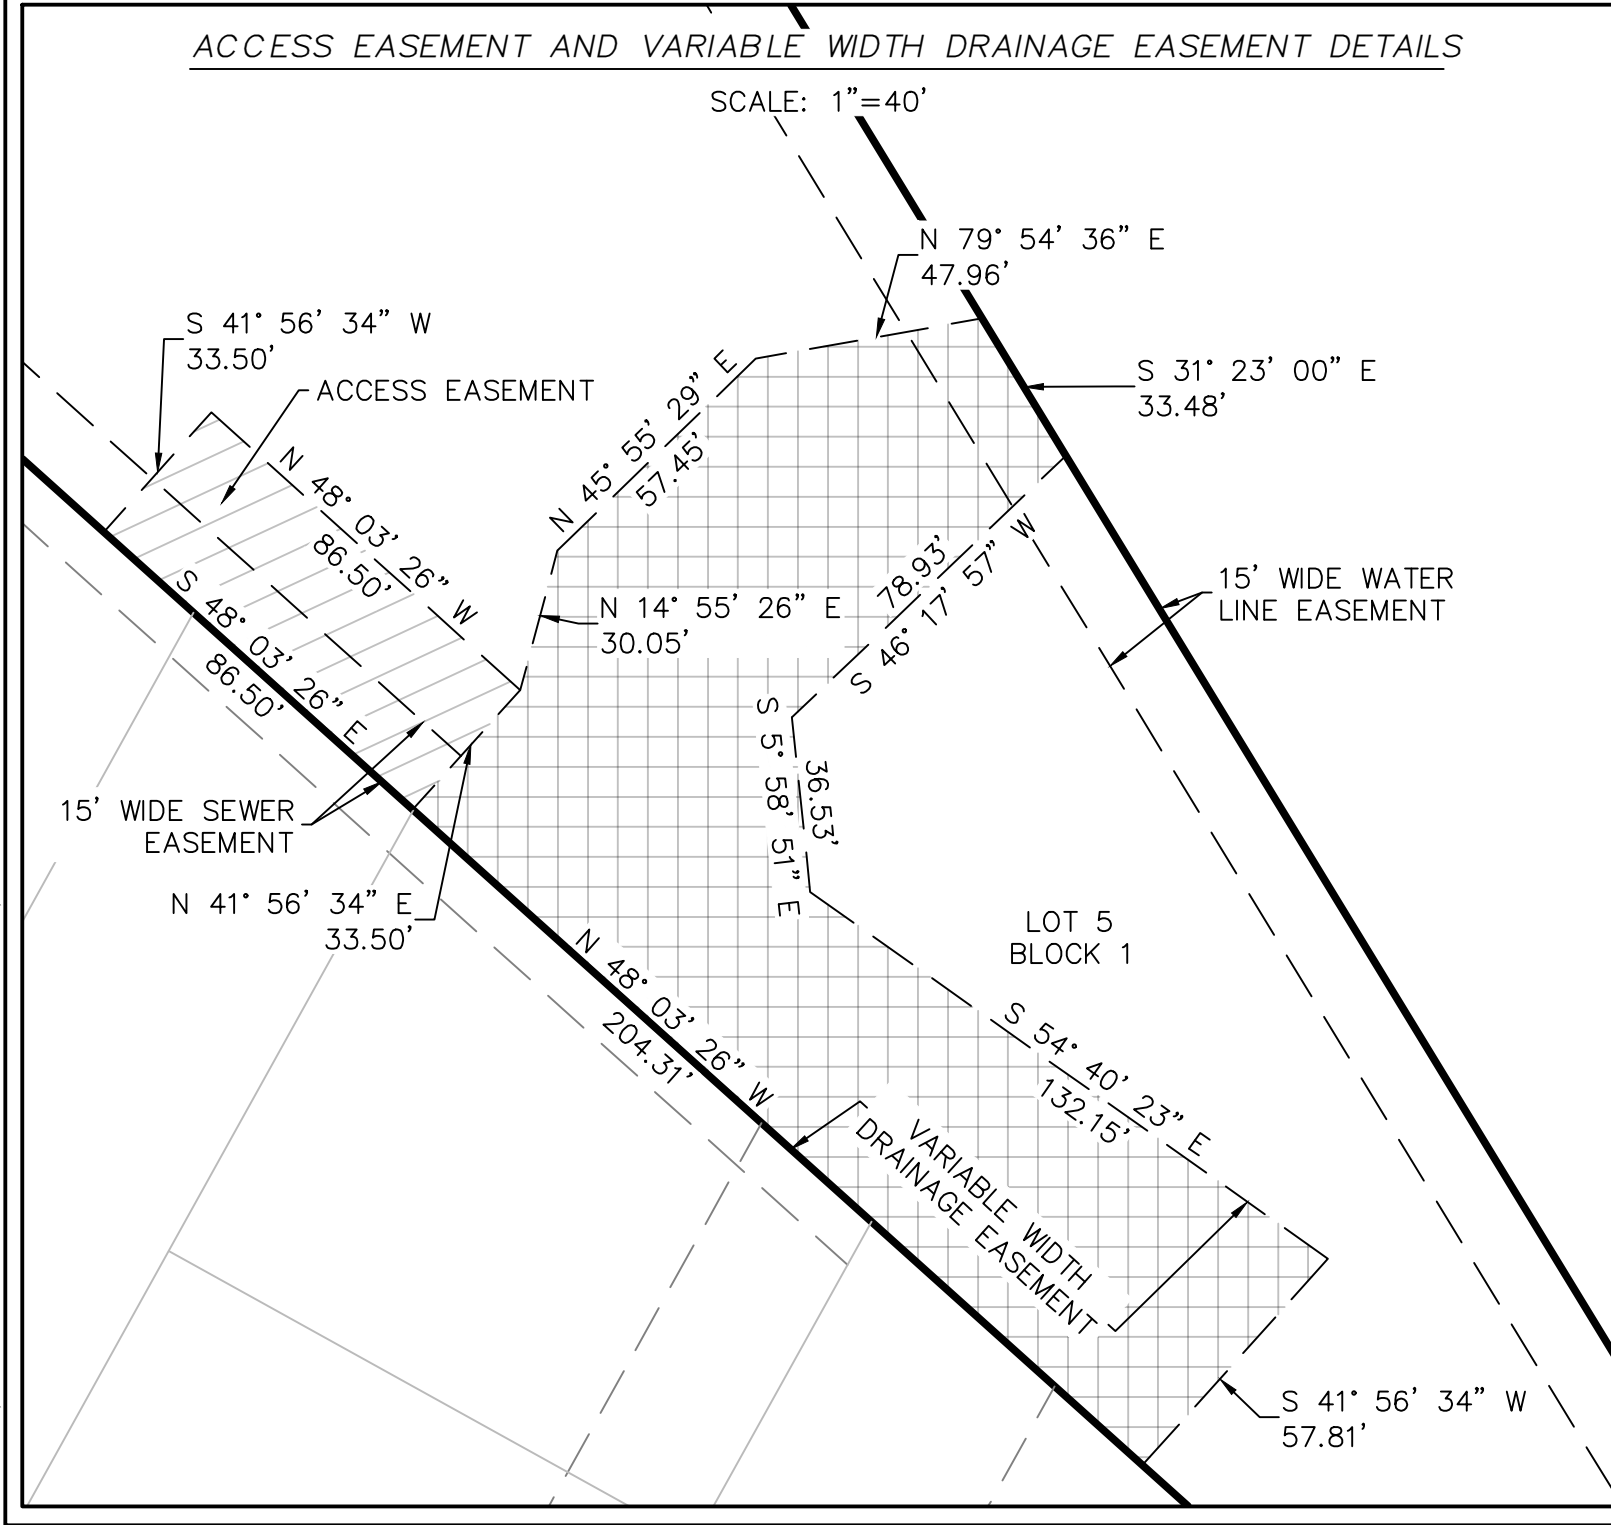 ACCESS EASEMENT AND VARIABLE WIDTH DRAINAGE EASEMENT DETAILS
SCALE: 1"=40'
N 79° 54' 36" E
47.96'
S 41° 56' 34" W
33.50'
ACCESS EASEMENT
S 31° 23' 00" E
33.48'
N 45° 55' 29" E
57.45'
N 48° 03' 26" W
86.50'
S 48° 03' 26" E
86.50'
N 14° 55' 26" E
30.05'
78.93'
S 46° 17' 57" W
15' WIDE WATER
LINE EASEMENT
S 5° 58' 51" E
36.53'
15' WIDE SEWER
EASEMENT
N 41° 56' 34" E
33.50'
LOT 5
BLOCK 1
N 48° 03' 26" W
204.31'
S 54° 40' 23" E
132.15'
VARIABLE WIDTH
DRAINAGE EASEMENT
S 41° 56' 34" W
57.81'